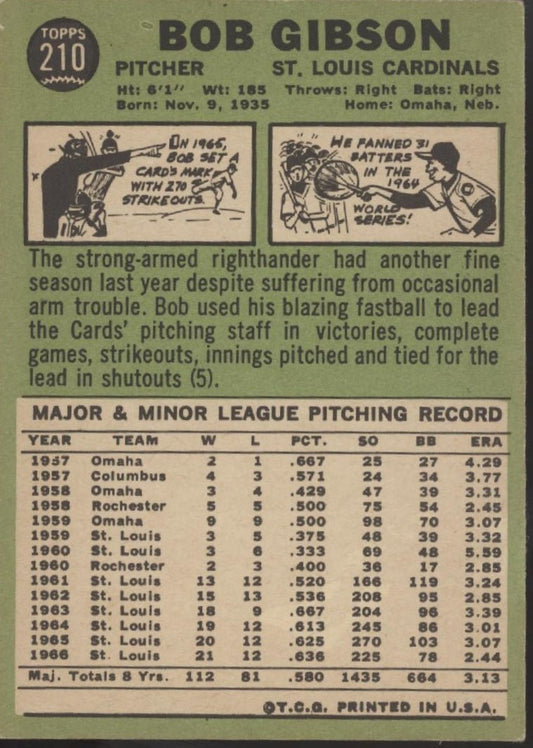 TOPPS
210
BOB GIBSON
PITCHER ST. LOUIS CARDINALS
Ht: 6'1" Wt: 185 Throws: Right Bats: Right
Born: Nov. 9, 1935 Home: Omaha, Neb.
IN 1965,
BOB SET A
CARD'S MARK
WITH 270
STRIKEOUTS.
HE FANNED 31
BATTERS
IN THE
1964
WORLD
SERIES!
The strong-armed righthander had another fine
season last year despite suffering from occasional
arm trouble. Bob used his blazing fastball to lead
the Cards' pitching staff in victories, complete
games, strikeouts, innings pitched and tied for the
lead in shutouts (5).
MAJOR & MINOR LEAGUE PITCHING RECORD
YEAR TEAM W L PCT. SO BB ERA
1957 Omaha 2 1 .667 25 27 4.29
1957 Columbus 4 3 .571 24 34 3.77
1958 Omaha 3 4 .429 47 39 3.31
1958 Rochester 5 5 .500 75 54 2.45
1959 Omaha 9 9 .500 98 70 3.07
1959 St. Louis 3 5 .375 48 39 3.32
1960 St. Louis 3 6 .333 69 48 5.59
1960 Rochester 2 3 .400 36 17 2.85
1961 St. Louis 13 12 .520 166 119 3.24
1962 St. Louis 15 13 .536 208 95 2.85
1963 St. Louis 18 9 .667 204 96 3.39
1964 St. Louis 19 12 .613 245 86 3.01
1965 St. Louis 20 12 .625 270 103 3.07
1966 St. Louis 21 12 .636 225 78 2.44
Maj. Totals 8 Yrs. 112 81 .580 1435 664 3.13
©T.C.G. PRINTED IN U.S.A.